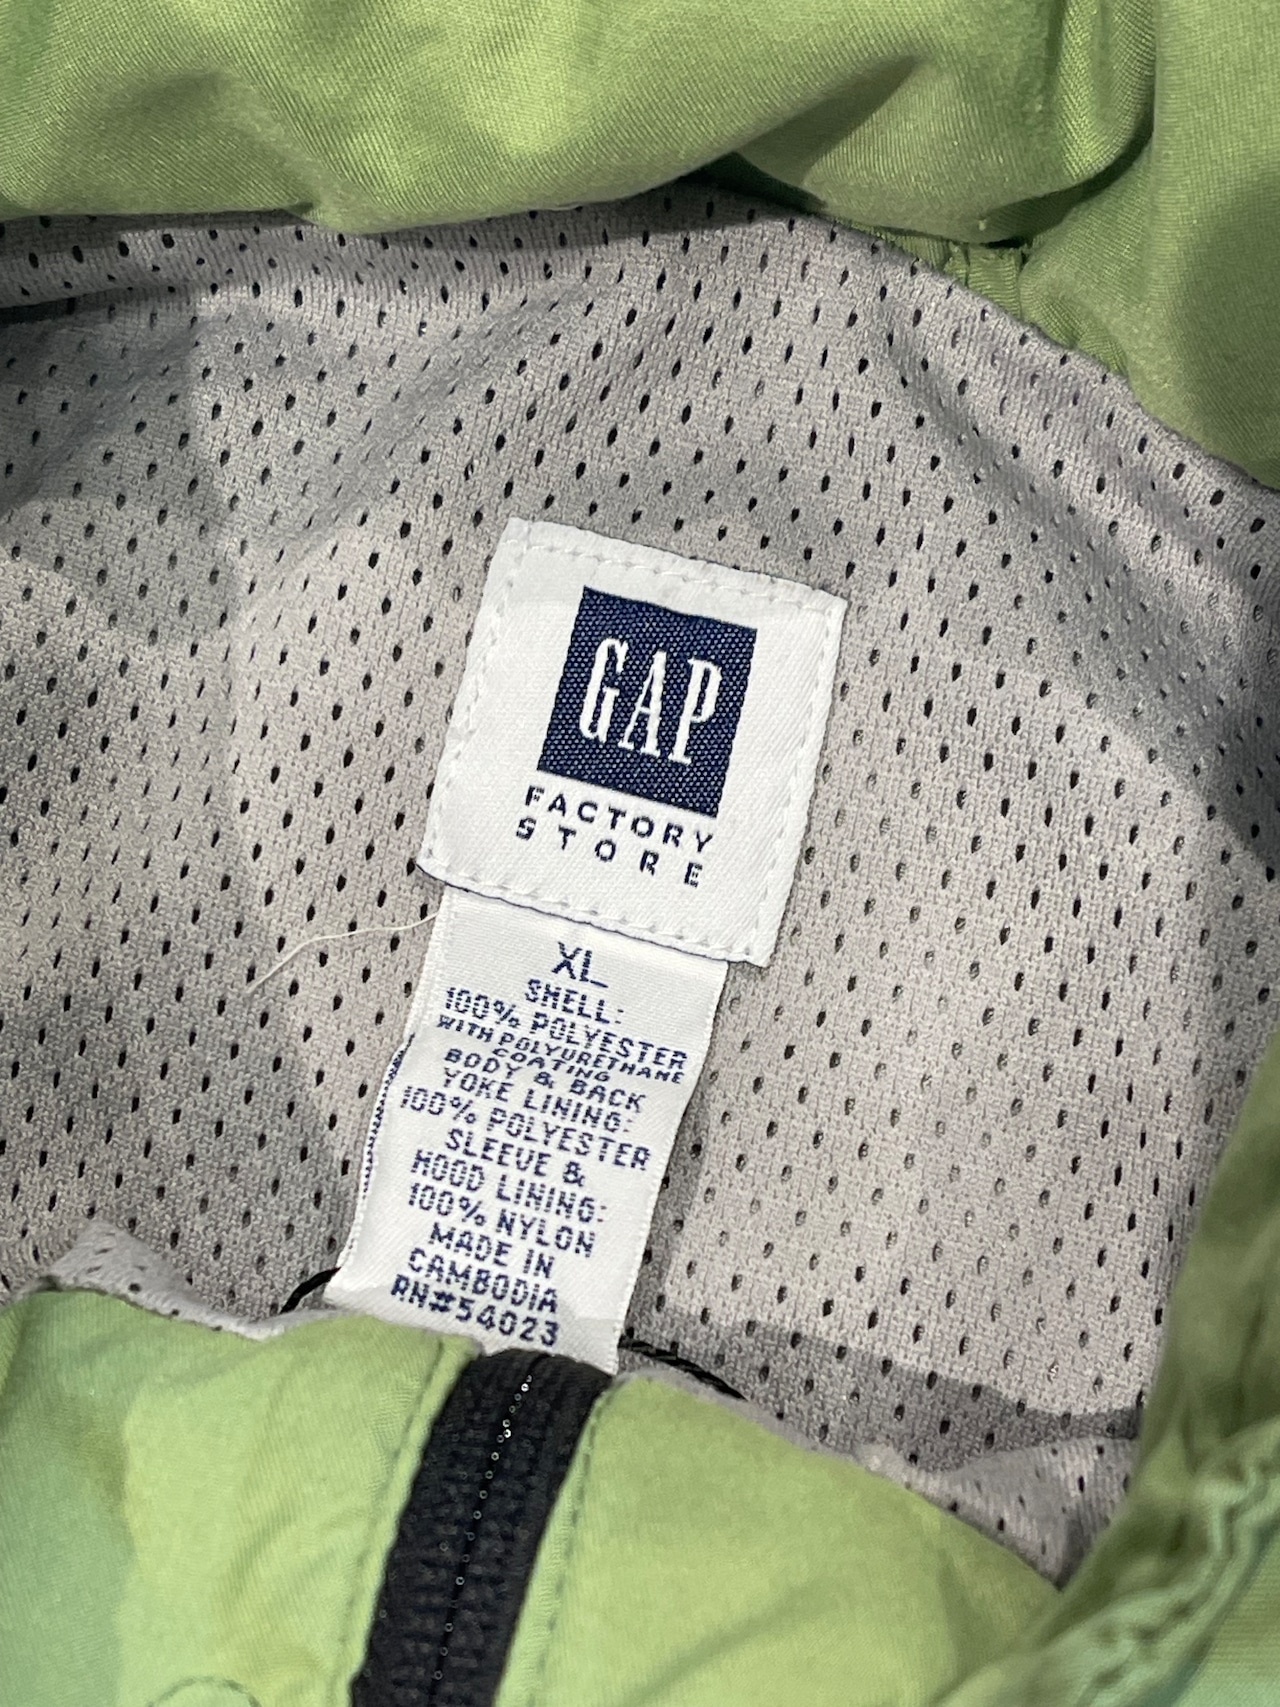 GAP
FACTORY
STORE
XL
SHELL:
100% POLYESTER
WITH POLYURETHANE
COATING
BODY & BACK
YOKE LINING:
100% POLYESTER
SLEEVE &
HOOD LINING:
100% NYLON
MADE IN
CAMBODIA
RN#54023